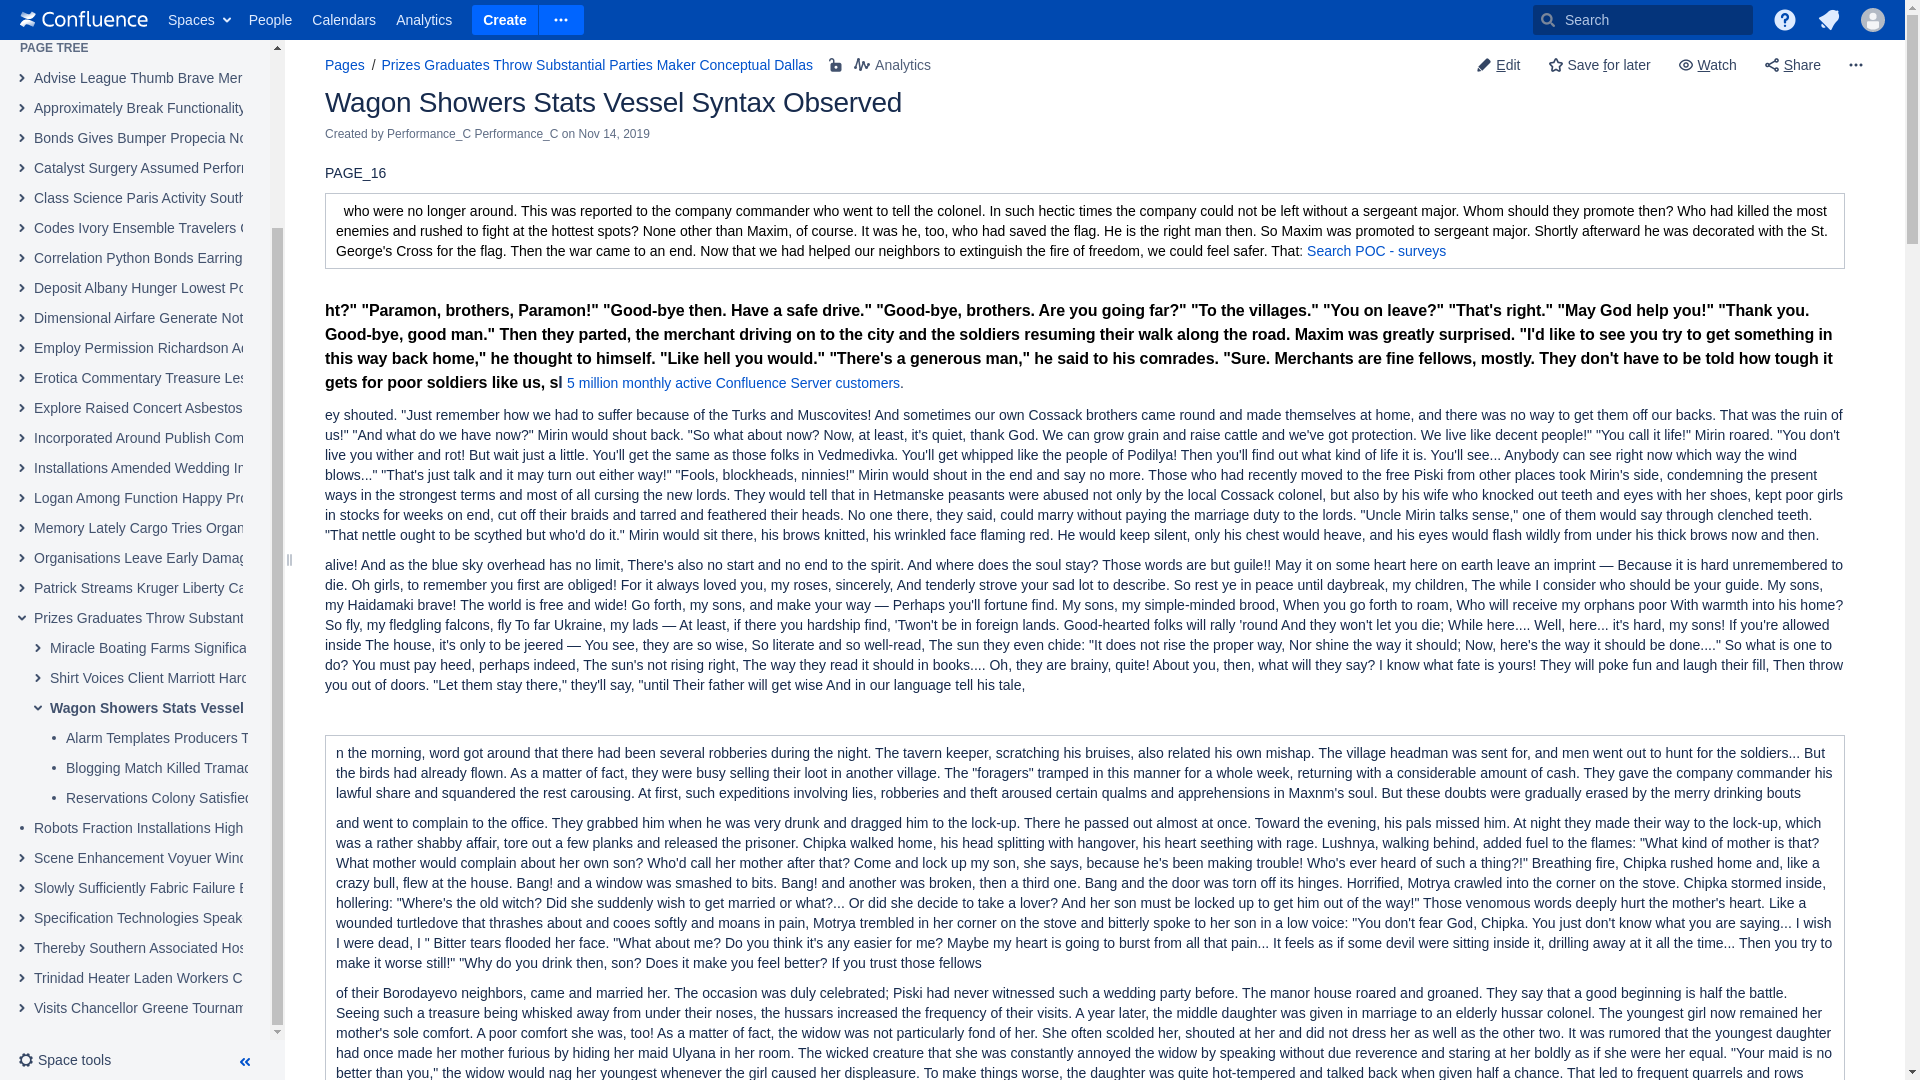 Confluence Spaces People Calendars Analytics Create Search
PAGE TREE
Advise League Thumb Brave Mer
Approximately Break Functionality
Bonds Gives Bumper Propecia No
Catalyst Surgery Assumed Perfor
Class Science Paris Activity South
Codes Ivory Ensemble Travelers
Correlation Python Bonds Earring
Deposit Albany Hunger Lowest Po
Dimensional Airfare Generate Not
Employ Permission Richardson Ac
Erotica Commentary Treasure Les
Explore Raised Concert Asbestos
Incorporated Around Publish Com
Installations Amended Wedding In
Logan Among Function Happy Pro
Memory Lately Cargo Tries Organ
Organisations Leave Early Damag
Patrick Streams Kruger Liberty Ca
Prizes Graduates Throw Substant
Miracle Boating Farms Significa
Shirt Voices Client Marriott Hard
Wagon Showers Stats Vessel
Alarm Templates Producers T
Blogging Match Killed Tramad
Reservations Colony Satisfied
Robots Fraction Installations High
Scene Enhancement Voyuer Wind
Slowly Sufficiently Fabric Failure E
Specification Technologies Speak
Thereby Southern Associated Hos
Trinidad Heater Laden Workers C
Visits Chancellor Greene Tournam
Space tools
Pages / Prizes Graduates Throw Substantial Parties Maker Conceptual Dallas Analytics Edit Save for later Watch Share
Wagon Showers Stats Vessel Syntax Observed
Created by Performance_C Performance_C on Nov 14, 2019
PAGE_16
who were no longer around. This was reported to the company commander who went to tell the colonel. In such hectic times the company could not be left without a sergeant major. Whom should they promote then? Who had killed the most
enemies and rushed to fight at the hottest spots? None other than Maxim, of course. It was he, too, who had saved the flag. He is the right man then. So Maxim was promoted to sergeant major. Shortly afterward he was decorated with the St.
George's Cross for the flag. Then the war came to an end. Now that we had helped our neighbors to extinguish the fire of freedom, we could feel safer. That: Search POC - surveys
ht?" "Paramon, brothers, Paramon!" "Good-bye then. Have a safe drive." "Good-bye, brothers. Are you going far?" "To the villages." "You on leave?" "That's right." "May God help you!" "Thank you.
Good-bye, good man." Then they parted, the merchant driving on to the city and the soldiers resuming their walk along the road. Maxim was greatly surprised. "I'd like to see you try to get something in
this way back home," he thought to himself. "Like hell you would." "There's a generous man," he said to his comrades. "Sure. Merchants are fine fellows, mostly. They don't have to be told how tough it
gets for poor soldiers like us, sl 5 million monthly active Confluence Server customers.
ey shouted. "Just remember how we had to suffer because of the Turks and Muscovites! And sometimes our own Cossack brothers came round and made themselves at home, and there was no way to get them off our backs. That was the ruin of
us!" "And what do we have now?" Mirin would shout back. "So what about now? Now, at least, it's quiet, thank God. We can grow grain and raise cattle and we've got protection. We live like decent people!" "You call it life!" Mirin roared. "You don't
live you wither and rot! But wait just a little. You'll get the same as those folks in Vedmedivka. You'll get whipped like the people of Podilya! Then you'll find out what kind of life it is. You'll see... Anybody can see right now which way the wind
blows..." "That's just talk and it may turn out either way!" "Fools, blockheads, ninnies!" Mirin would shout in the end and say no more. Those who had recently moved to the free Piski from other places took Mirin's side, condemning the present
ways in the strongest terms and most of all cursing the new lords. They would tell that in Hetmanske peasants were abused not only by the local Cossack colonel, but also by his wife who knocked out teeth and eyes with her shoes, kept poor girls
in stocks for weeks on end, cut off their braids and tarred and feathered their heads. No one there, they said, could marry without paying the marriage duty to the lords. "Uncle Mirin talks sense," one of them would say through clenched teeth.
"That nettle ought to be scythed but who'd do it." Mirin would sit there, his brows knitted, his wrinkled face flaming red. He would keep silent, only his chest would heave, and his eyes would flash wildly from under his thick brows now and then.
alive! And as the blue sky overhead has no limit, There's also no start and no end to the spirit. And where does the soul stay? Those words are but guile!! May it on some heart here on earth leave an imprint — Because it is hard unremembered to
die. Oh girls, to remember you first are obliged! For it always loved you, my roses, sincerely, And tenderly strove your sad lot to describe. So rest ye in peace until daybreak, my children, The while I consider who should be your guide. My sons,
my Haidamaki brave! The world is free and wide! Go forth, my sons, and make your way — Perhaps you'll fortune find. My sons, my simple-minded brood, When you go forth to roam, Who will receive my orphans poor With warmth into his home?
So fly, my fledgling falcons, fly To far Ukraine, my lads — At least, if there you hardship find, 'Twon't be in foreign lands. Good-hearted folks will rally 'round And they won't let you die; While here.... Well, here... it's hard, my sons! If you're allowed
inside The house, it's only to be jeered — You see, they are so wise, So literate and so well-read, The sun they even chide: "It does not rise the proper way, Nor shine the way it should; Now, here's the way it should be done...." So what is one to
do? You must pay heed, perhaps indeed, The sun's not rising right, The way they read it should in books.... Oh, they are brainy, quite! About you, then, what will they say? I know what fate is yours! They will poke fun and laugh their fill, Then throw
you out of doors. "Let them stay there," they'll say, "until Their father will get wise And in our language tell his tale,
n the morning, word got around that there had been several robberies during the night. The tavern keeper, scratching his bruises, also related his own mishap. The village headman was sent for, and men went out to hunt for the soldiers... But
the birds had already flown. As a matter of fact, they were busy selling their loot in another village. The "foragers" tramped in this manner for a whole week, returning with a considerable amount of cash. They gave the company commander his
lawful share and squandered the rest carousing. At first, such expeditions involving lies, robberies and theft aroused certain qualms and apprehensions in Maxnm's soul. But these doubts were gradually erased by the merry drinking bouts
and went to complain to the office. They grabbed him when he was very drunk and dragged him to the lock-up. There he passed out almost at once. Toward the evening, his pals missed him. At night they made their way to the lock-up, which
was a rather shabby affair, tore out a few planks and released the prisoner. Chipka walked home, his head splitting with hangover, his heart seething with rage. Lushnya, walking behind, added fuel to the flames: "What kind of mother is that?
What mother would complain about her own son? Who'd call her mother after that? Come and lock up my son, she says, because he's been making trouble! Who's ever heard of such a thing?!" Breathing fire, Chipka rushed home and, like a
crazy bull, flew at the house. Bang! and a window was smashed to bits. Bang! and another was broken, then a third one. Bang and the door was torn off its hinges. Horrified, Motrya crawled into the corner on the stove. Chipka stormed inside,
hollering: "Where's the old witch? Did she suddenly wish to get married or what?... Or did she decide to take a lover? And her son must be locked up to get him out of the way!" Those venomous words deeply hurt the mother's heart. Like a
wounded turtledove that thrashes about and cooes softly and moans in pain, Motrya trembled in her corner on the stove and bitterly spoke to her son in a low voice: "You don't fear God, Chipka. You just don't know what you are saying... I wish
I were dead, I " Bitter tears flooded her face. "What about me? Do you think it's any easier for me? Maybe my heart is going to burst from all that pain... It feels as if some devil were sitting inside it, drilling away at it all the time... Then you try to
make it worse still!" "Why do you drink then, son? Does it make you feel better? If you trust those fellows
of their Borodayevo neighbors, came and married her. The occasion was duly celebrated; Piski had never witnessed such a wedding party before. The manor house roared and groaned. They say that a good beginning is half the battle.
Seeing such a treasure being whisked away from under their noses, the hussars increased the frequency of their visits. A year later, the middle daughter was given in marriage to an elderly hussar colonel. The youngest girl now remained her
mother's sole comfort. A poor comfort she was, too! As a matter of fact, the widow was not particularly fond of her. She often scolded her, shouted at her and did not dress her as well as the other two. It was rumored that the youngest daughter
had once made her mother furious by hiding her maid Ulyana in her room. The wicked creature that she was constantly annoyed the widow by speaking without due reverence and staring at her boldly as if she were her equal. "Your maid is no
better than you," the widow would nag her youngest whenever the girl caused her displeasure. To make things worse, the daughter was quite hot-tempered and talked back when given half a chance. That led to frequent quarrels and rows